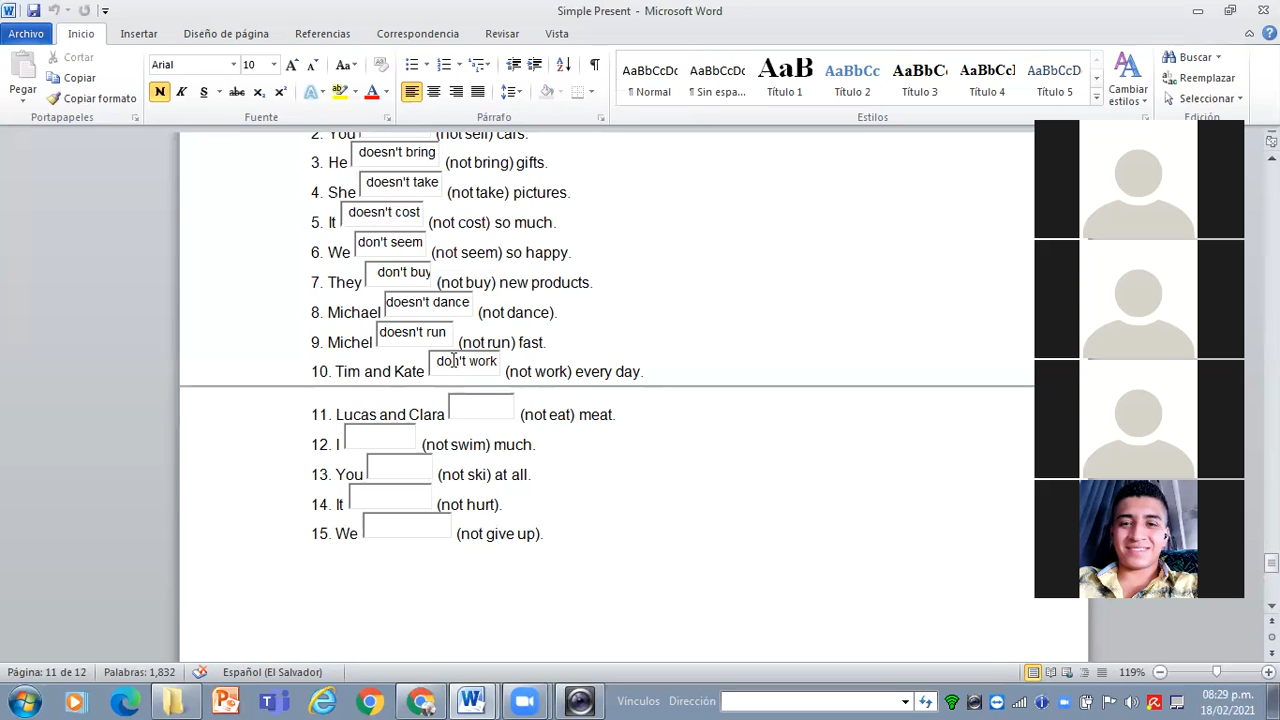 Simple Present - Microsoft Word
Archivo Inicio Insertar Diseño de página Referencias Correspondencia Revisar Vista
Cortar
Copiar
Copiar formato
Pegar
Portapapeles
Arial 10
Fuente
Párrafo
AaBbCcDc AaBbCcDc AaB AaBbCc AaBbC AaBbCc AaBbCcD
¶ Normal ¶ Sin espa... Título 1 Título 2 Título 3 Título 4 Título 5
Cambiar estilos
Estilos
Buscar
Reemplazar
Seleccionar
Edición
2. You (not sell) cars.
3. He doesn't bring (not bring) gifts.
4. She doesn't take (not take) pictures.
5. It doesn't cost (not cost) so much.
6. We don't seem (not seem) so happy.
7. They don't buy (not buy) new products.
8. Michael doesn't dance (not dance).
9. Michel doesn't run (not run) fast.
10. Tim and Kate don't work (not work) every day.
11. Lucas and Clara (not eat) meat.
12. I (not swim) much.
13. You (not ski) at all.
14. It (not hurt).
15. We (not give up).
Página: 11 de 12 Palabras: 1,832 Español (El Salvador) 119%
Vínculos Dirección
08:29 p.m.
18/02/2021